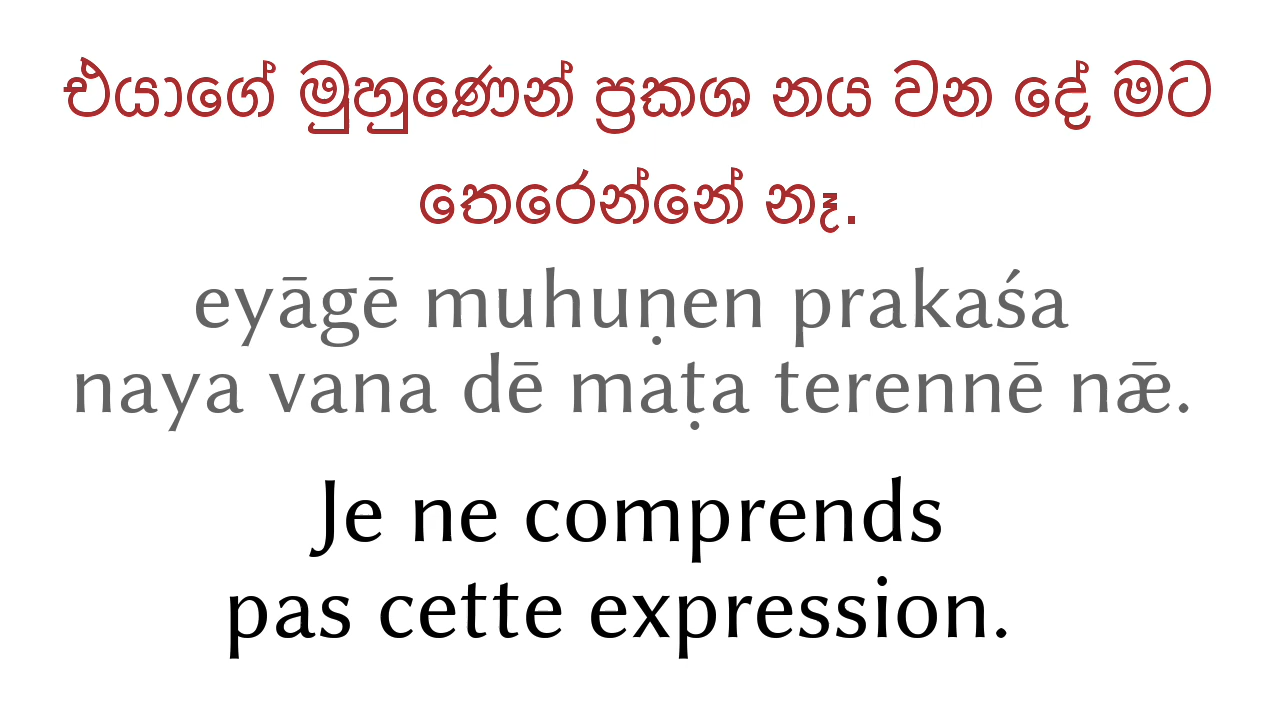 එයාගේ මුහුණෙන් ප්‍රකශ නය වන දේ මට
තෙරෙන්නේ නෑ.
eyāgē muhuṇen prakaśa
naya vana dē maṭa terennē nǣ.
Je ne comprends
pas cette expression.